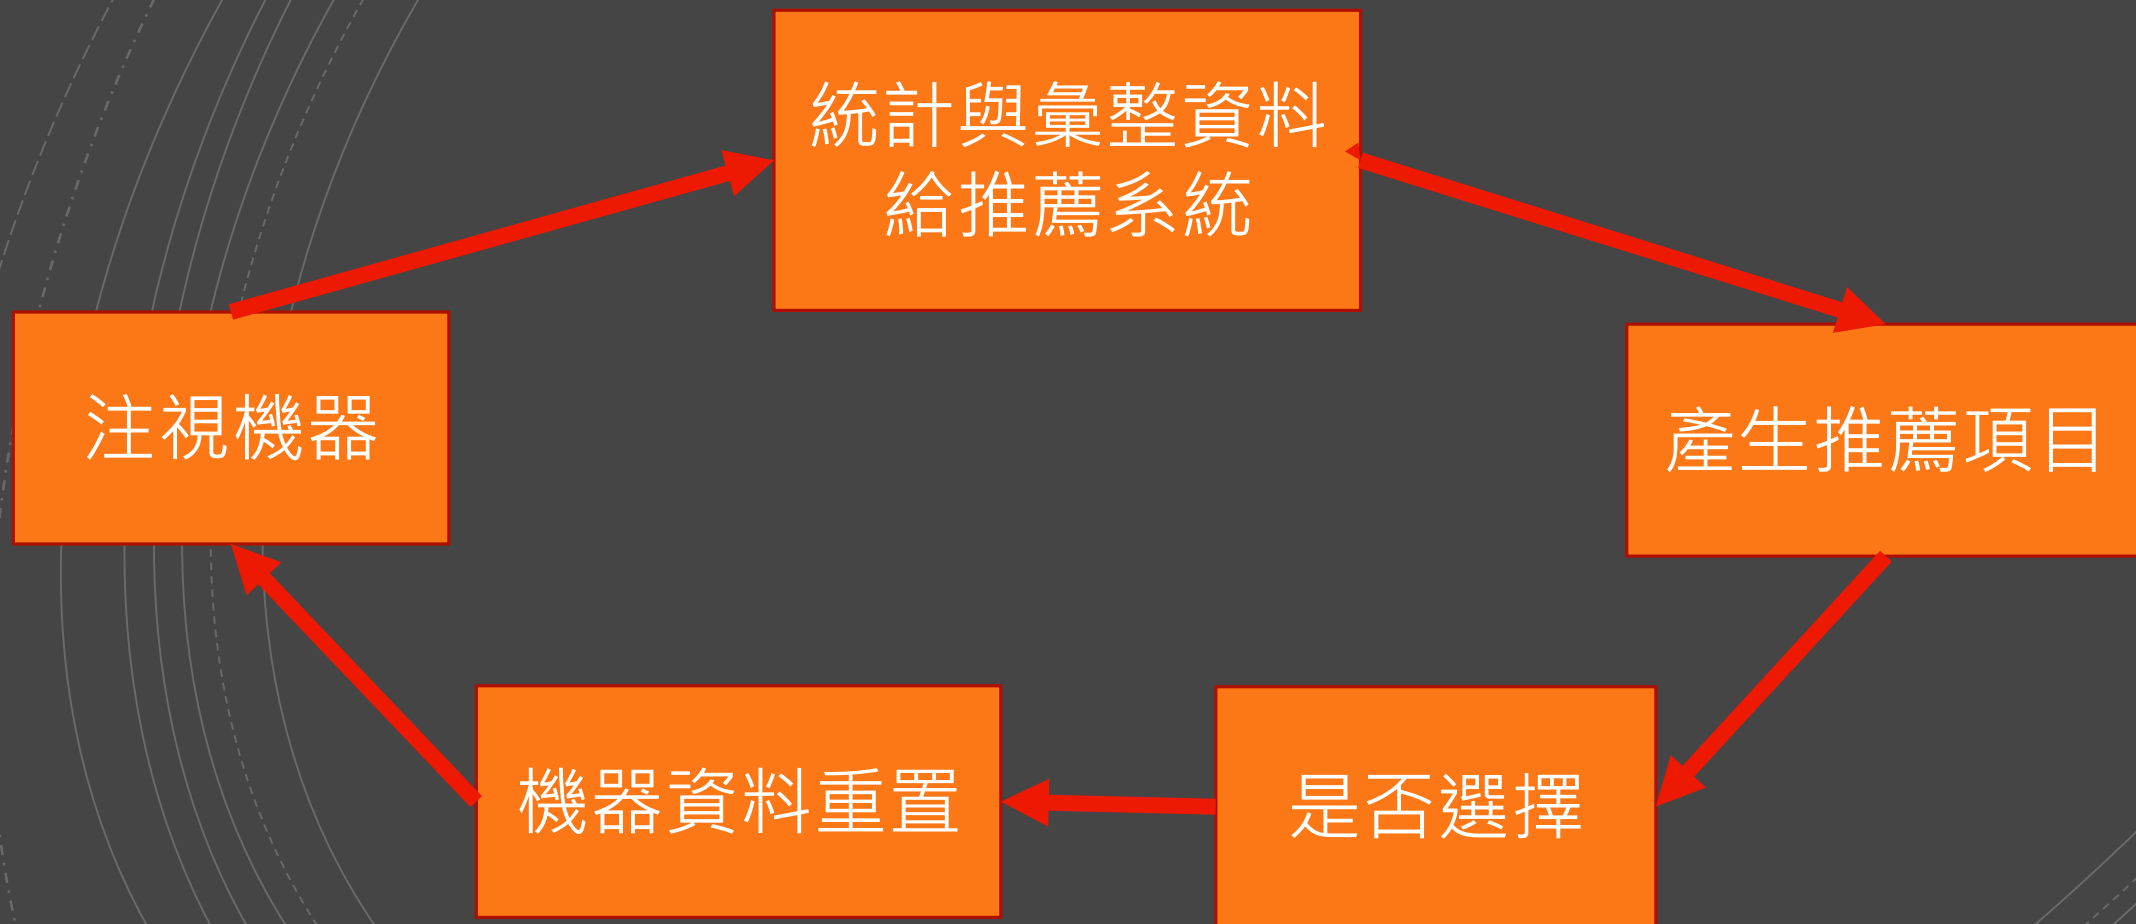 統計與彙整資料
給推薦系統
注視機器
產生推薦項目
機器資料重置
是否選擇